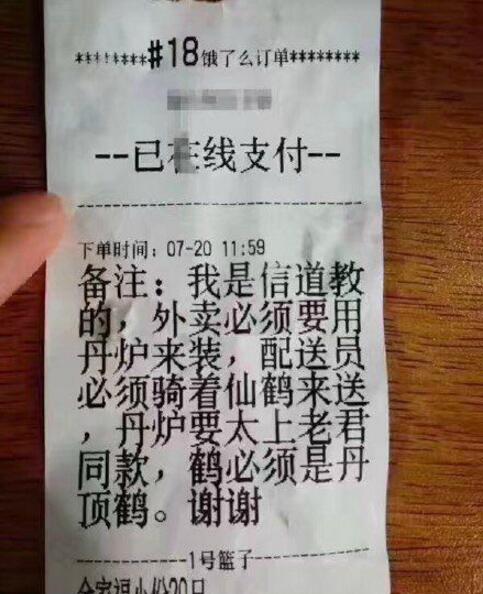 ********#18饿了么订单********
--已在线支付--
下单时间: 07-20 11:59
备注: 我是信道教
的, 外卖必须要用
丹炉来装, 配送员
必须骑着仙鹤来送
, 丹炉要太上老君
同款, 鹤必须是丹
顶鹤。谢谢
1号篮子